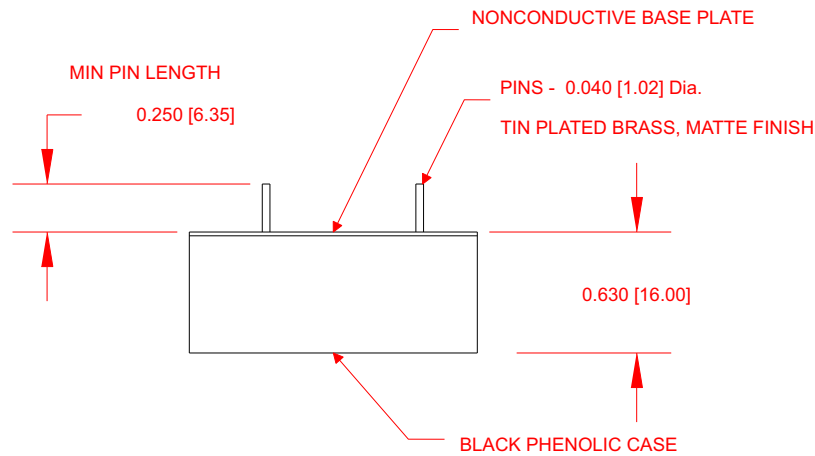 NONCONDUCTIVE BASE PLATE
MIN PIN LENGTH
0.250 [6.35]
PINS - 0.040 [1.02] Dia.
TIN PLATED BRASS, MATTE FINISH
0.630 [16.00]
BLACK PHENOLIC CASE